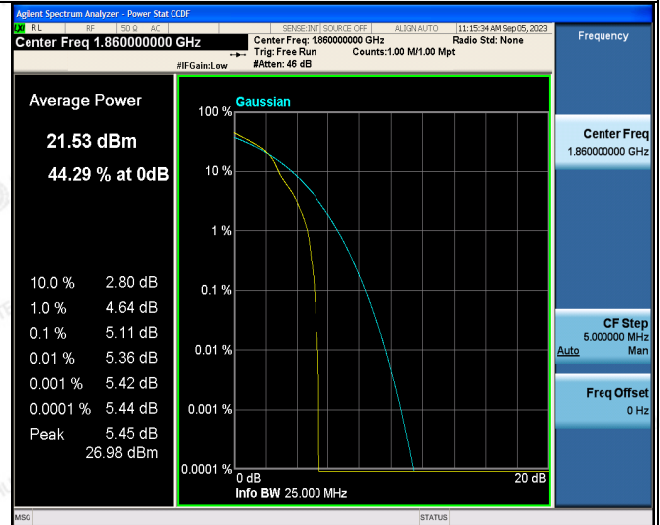 Agilent Spectrum Analyzer - Power Stat CCDF
RL RF 50 Ω AC SENSE:INT SOURCE OFF ALIGN AUTO 11:15:34 AM Sep 05, 2023
Center Freq 1.860000000 GHz
Center Freq: 1.860000000 GHz Radio Std: None
Trig: Free Run Counts:1.00 M/1.00 Mpt
#IFGain:Low #Atten: 46 dB
Frequency
Center Freq
1.860000000 GHz
CF Step
5.000000 MHz
Auto Man
Freq Offset
0 Hz
Average Power
21.53 dBm
44.29 % at 0dB
10.0 % 2.80 dB
1.0 % 4.64 dB
0.1 % 5.11 dB
0.01 % 5.36 dB
0.001 % 5.42 dB
0.0001 % 5.44 dB
Peak 5.45 dB
26.98 dBm
Gaussian
100 %
10 %
1 %
0.1 %
0.01 %
0.001 %
0.0001 %
0 dB 20 dB
Info BW 25.000 MHz
MSG STATUS